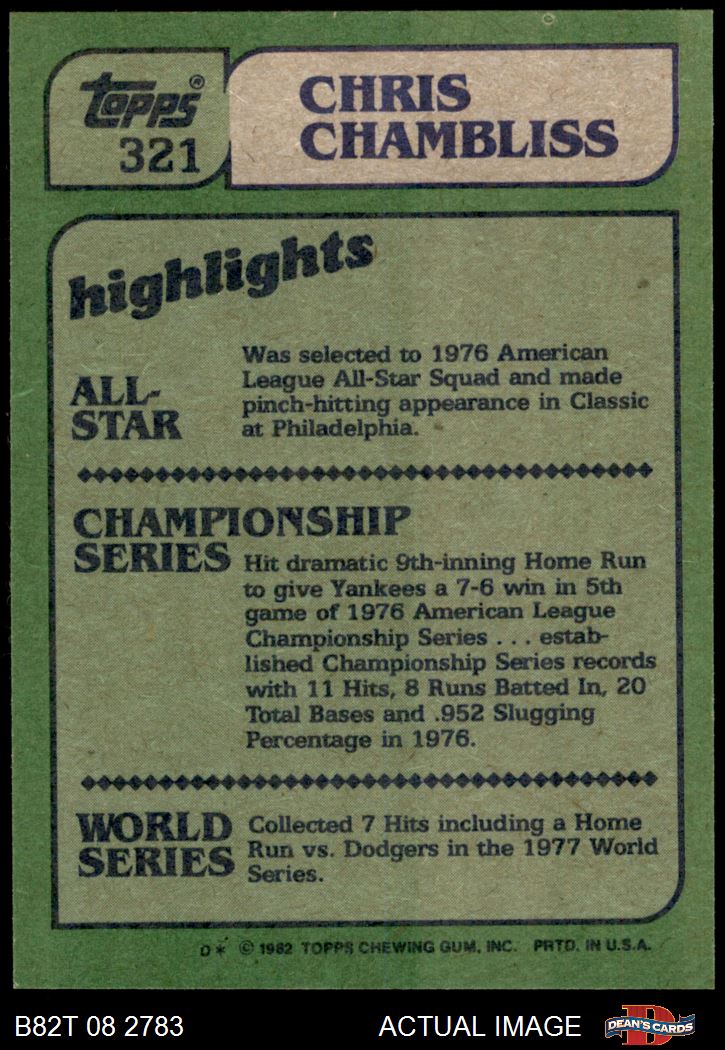 Topps®
321
CHRIS
CHAMBLISS
highlights
ALL-
STAR
Was selected to 1976 American
League All-Star Squad and made
pinch-hitting appearance in Classic
at Philadelphia.
CHAMPIONSHIP
SERIES
Hit dramatic 9th-inning Home Run
to give Yankees a 7-6 win in 5th
game of 1976 American League
Championship Series . . . estab-
lished Championship Series records
with 11 Hits, 8 Runs Batted In, 20
Total Bases and .952 Slugging
Percentage in 1976.
WORLD
SERIES
Collected 7 Hits including a Home
Run vs. Dodgers in the 1977 World
Series.
D* © 1982 TOPPS CHEWING GUM, INC. PRTD. IN U.S.A.
B82T 08 2783
ACTUAL IMAGE
D
DEAN'S CARDS